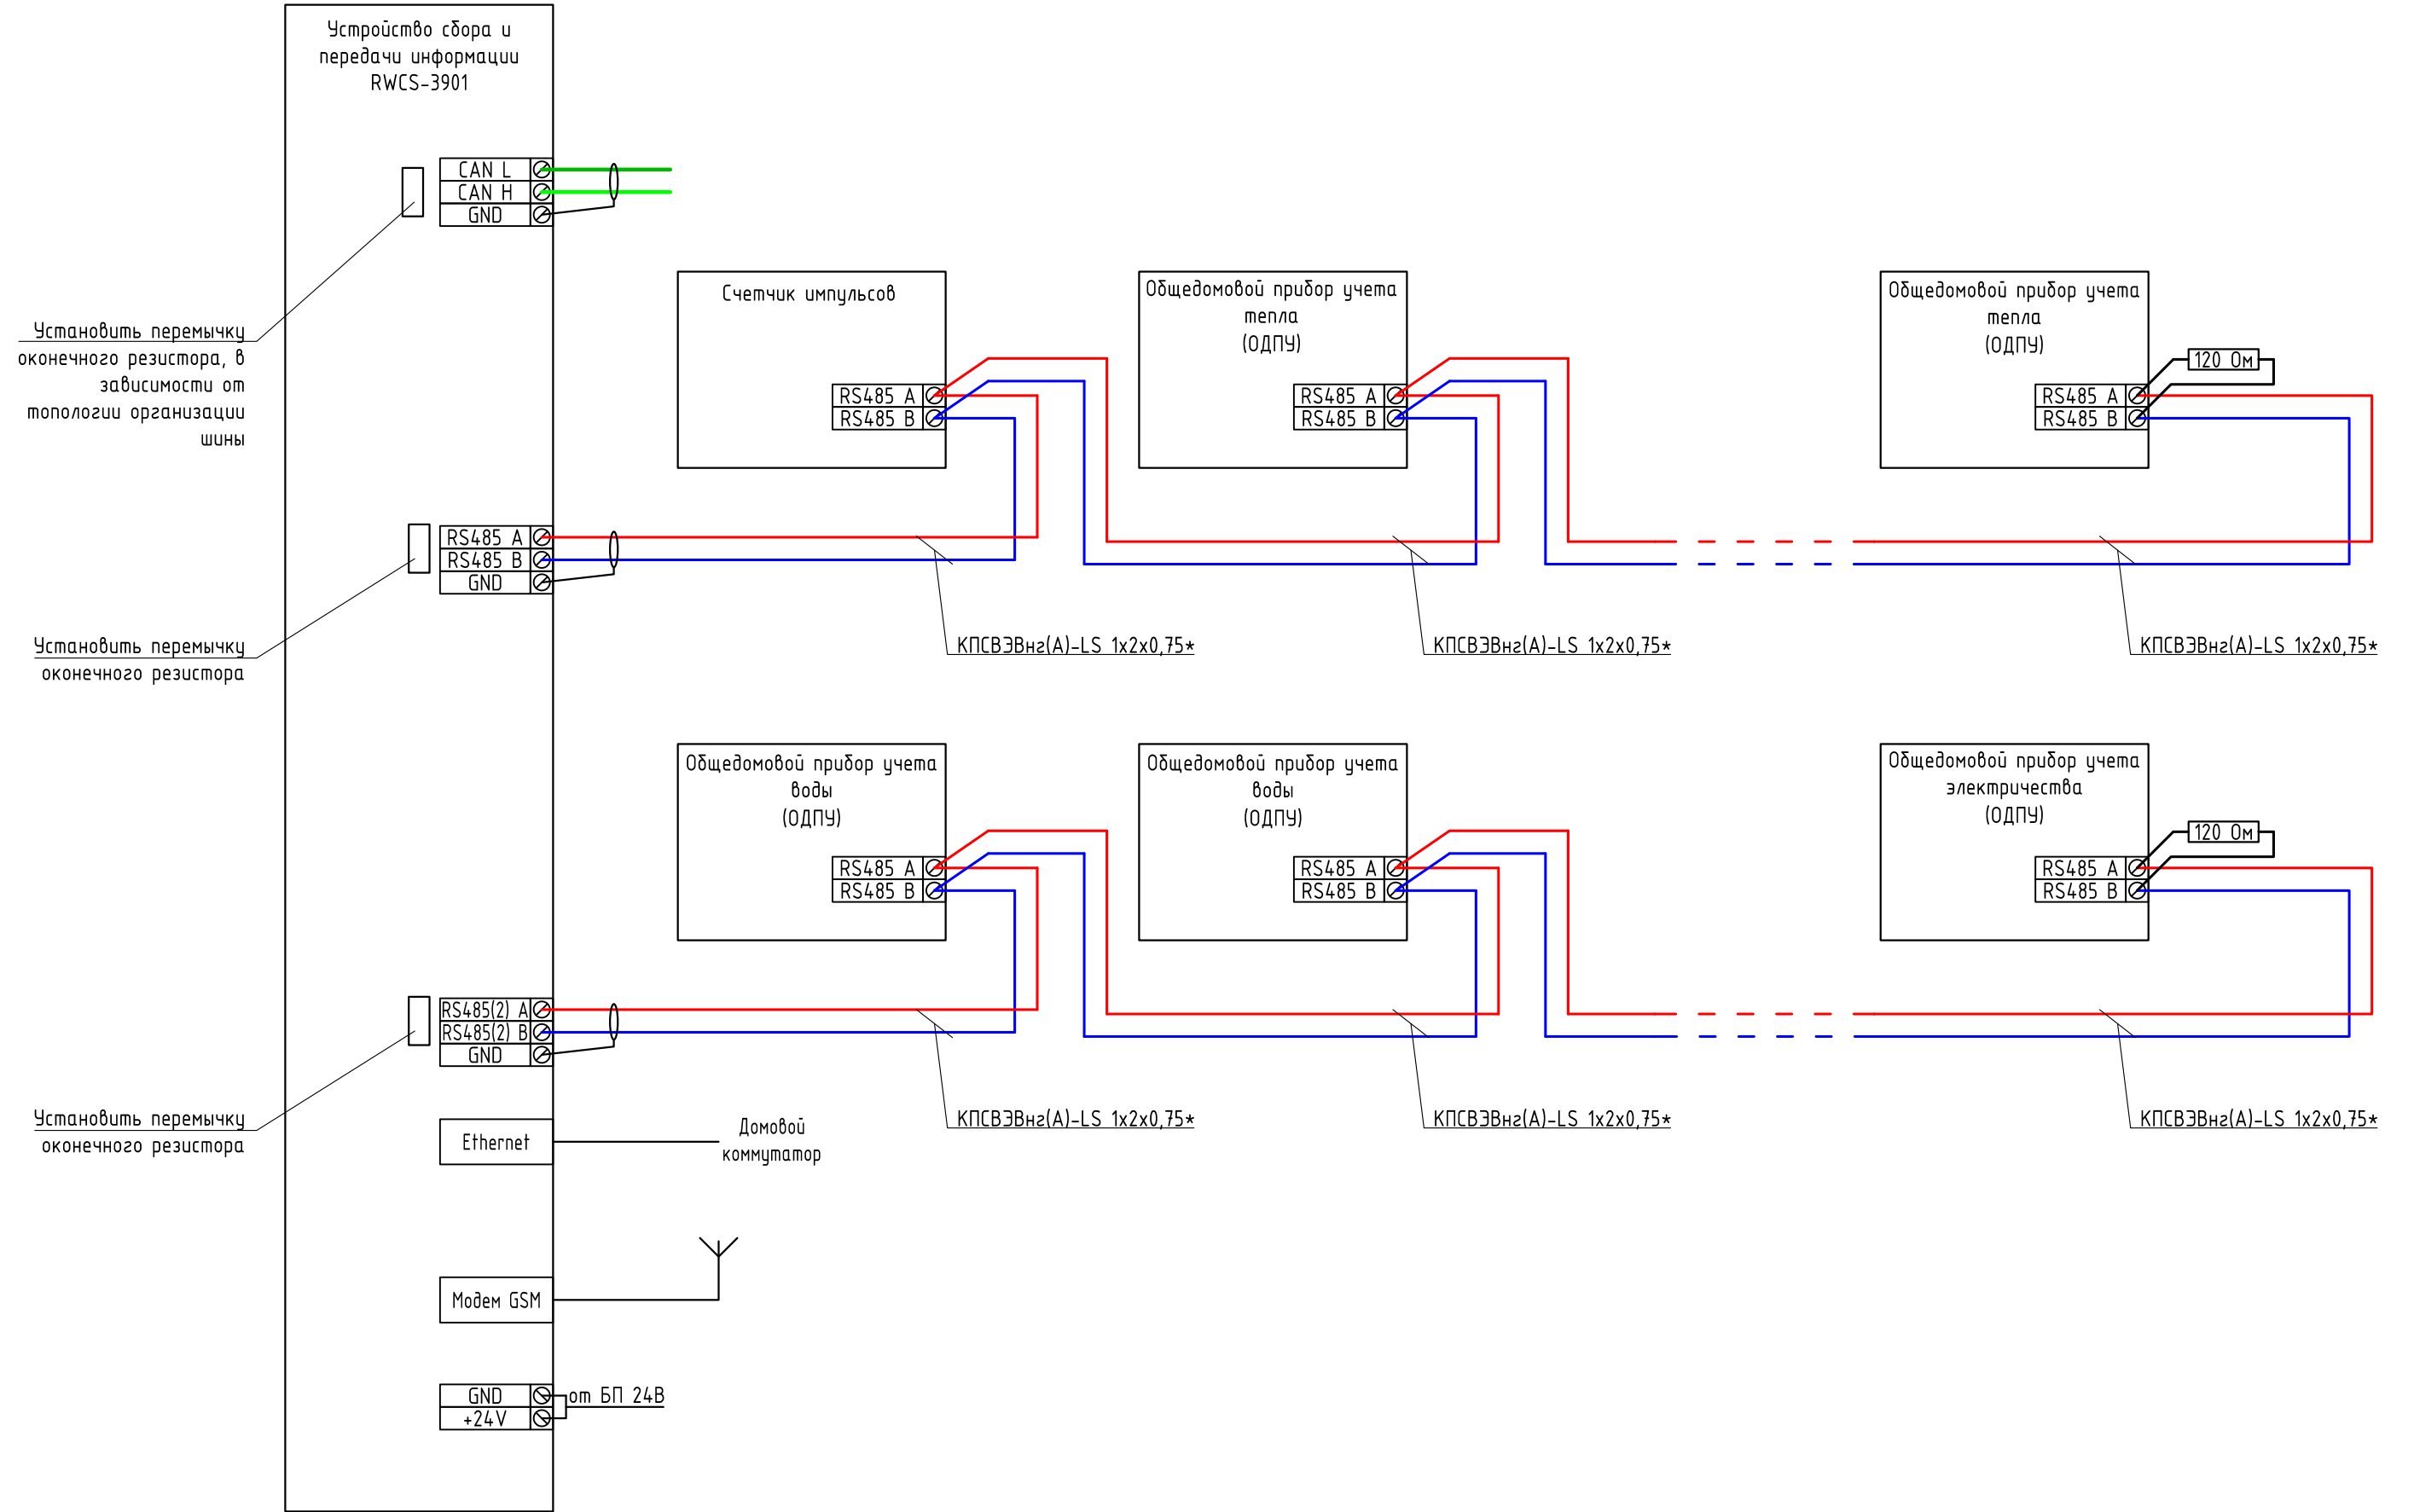 Устройство сбора и
передачи информации
RWCS-3901
CAN L
CAN H
GND
Установить перемычку
оконечного резистора, в
зависимости от
топологии организации
шины
Счетчик импульсов
RS485 A
RS485 B
Общедомовой прибор учета
тепла
(ОДПУ)
RS485 A
RS485 B
Общедомовой прибор учета
тепла
(ОДПУ)
120 Ом
RS485 A
RS485 B
RS485 A
RS485 B
GND
Установить перемычку
оконечного резистора
КПСВЭВнг(А)-LS 1х2х0,75*
КПСВЭВнг(А)-LS 1х2х0,75*
КПСВЭВнг(А)-LS 1х2х0,75*
Общедомовой прибор учета
воды
(ОДПУ)
RS485 A
RS485 B
Общедомовой прибор учета
воды
(ОДПУ)
RS485 A
RS485 B
Общедомовой прибор учета
электричества
(ОДПУ)
120 Ом
RS485 A
RS485 B
RS485(2) A
RS485(2) B
GND
Установить перемычку
оконечного резистора
КПСВЭВнг(А)-LS 1х2х0,75*
КПСВЭВнг(А)-LS 1х2х0,75*
КПСВЭВнг(А)-LS 1х2х0,75*
Ethernet
Домовой
коммутатор
Модем GSM
GND
+24V
от БП 24В